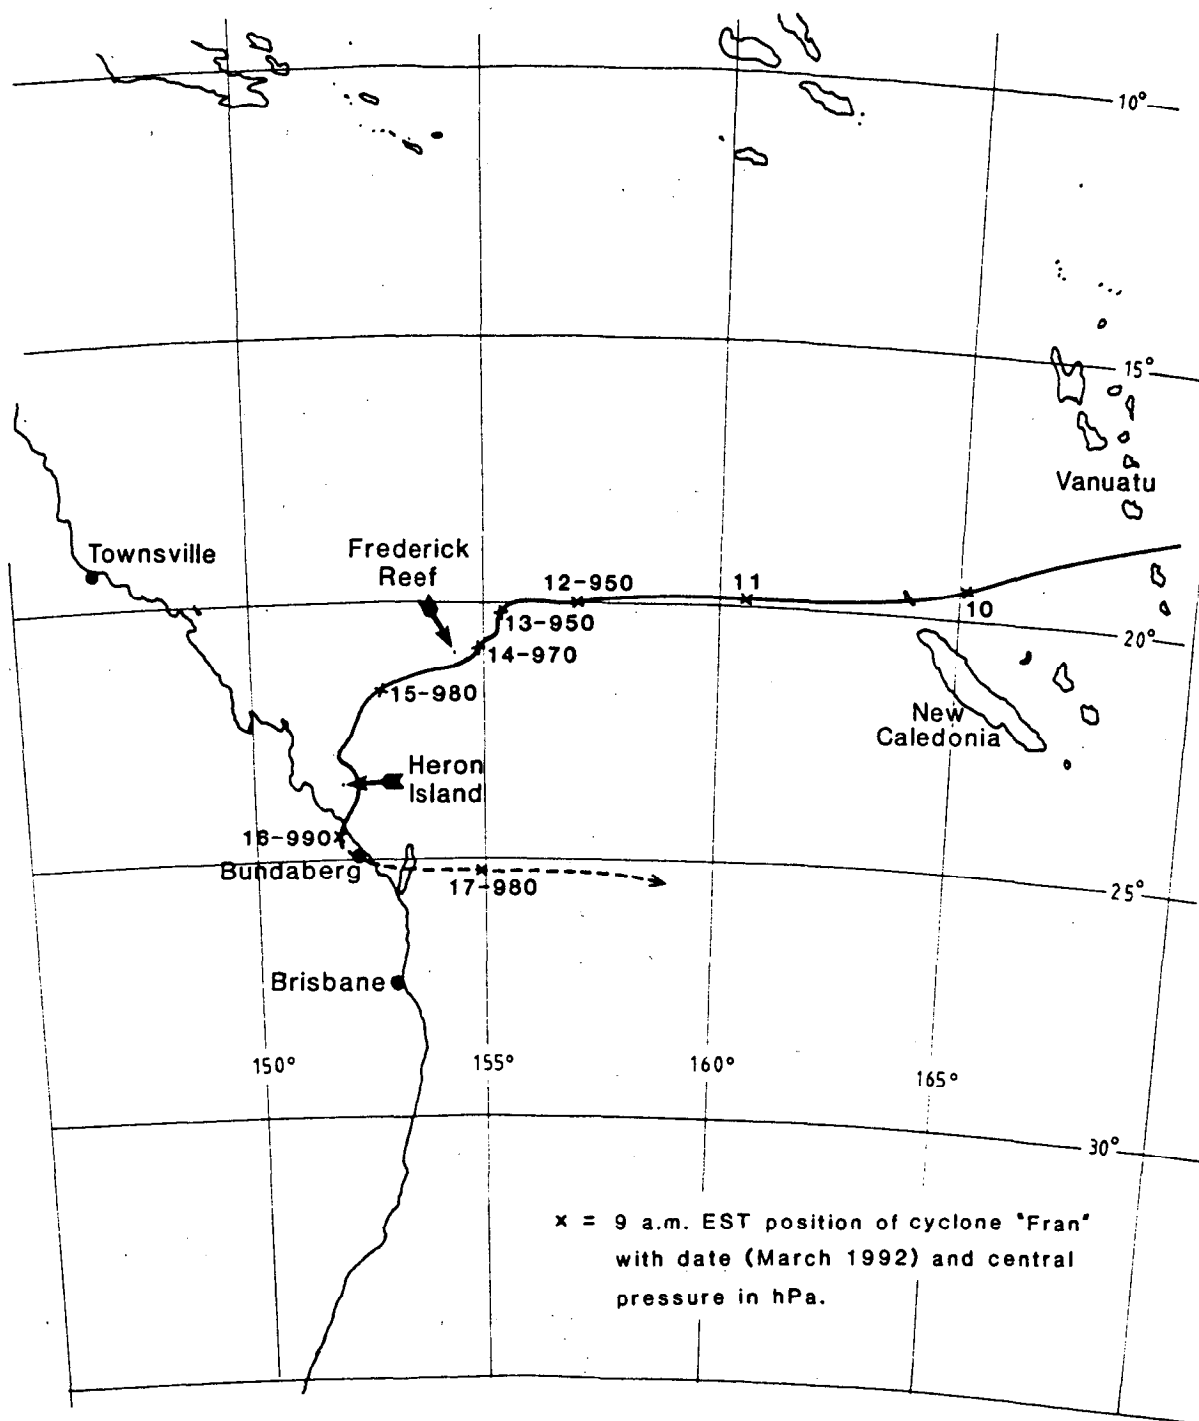 10°
15°
Vanuatu
Townsville
Frederick
Reef
12-950
11
10
13-950
14-970
20°
15-980
New
Caledonia
Heron
Island
16-990
Bundaberg
17-980
25°
Brisbane
150°
155°
160°
165°
30°
x = 9 a.m. EST position of cyclone "Fran"
with date (March 1992) and central
pressure in hPa.